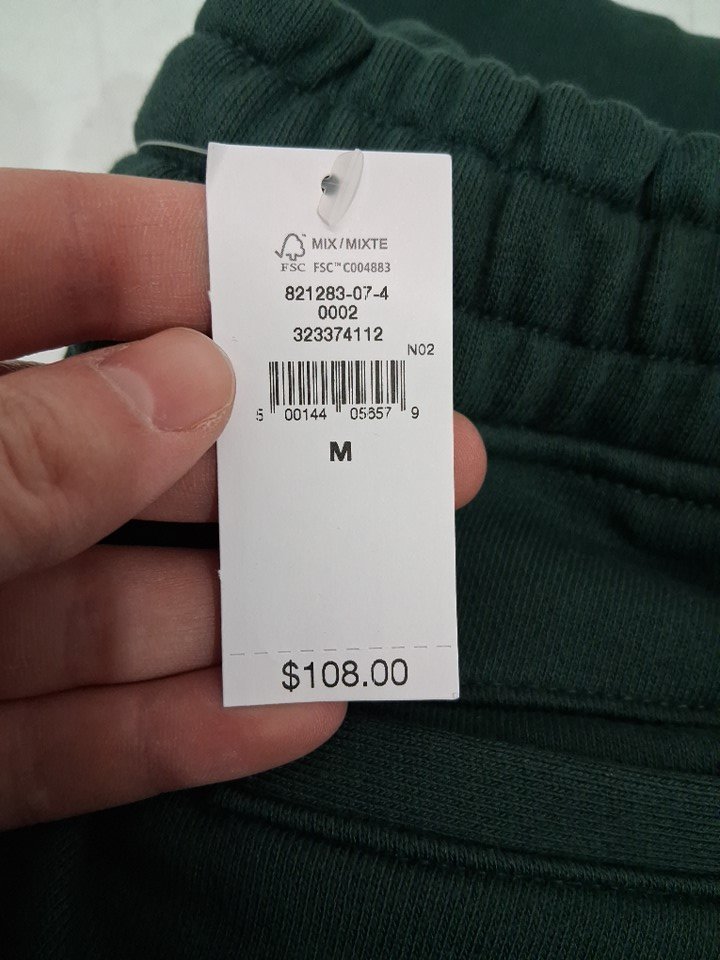 MIX/MIXTE
FSC FSC™ C004883
821283-07-4
0002
323374112
N02
5 00144 05657 9
M
$108.00